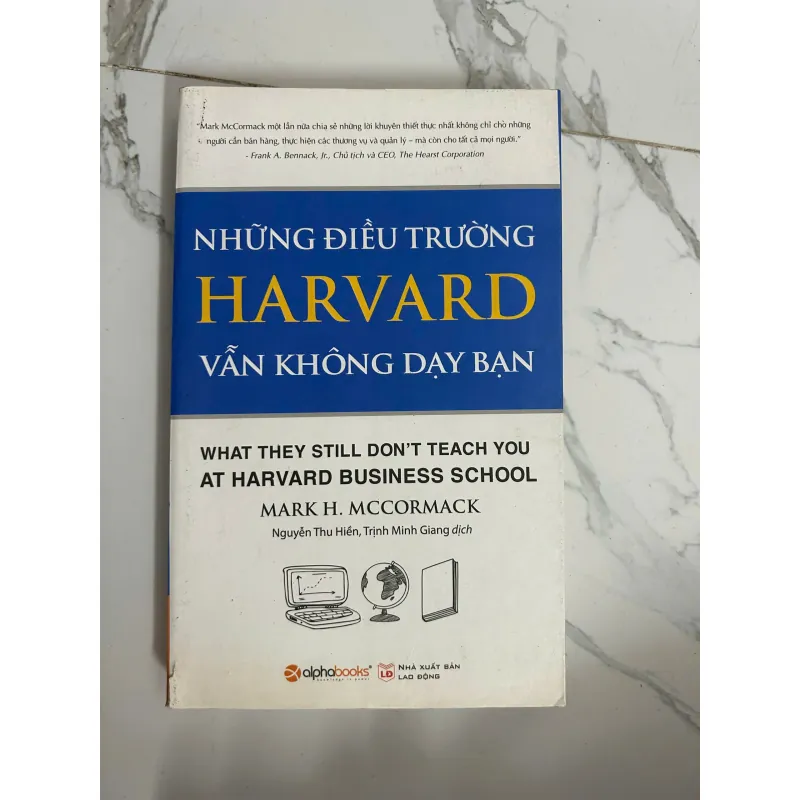 "Mark McCormack một lần nữa chia sẻ những lời khuyên thiết thực nhất không chỉ cho những
người cần bán hàng, thực hiện các thương vụ và quản lý – mà còn cho tất cả mọi người."
- Frank A. Bennack, Jr., Chủ tịch và CEO, The Hearst Corporation
NHỮNG ĐIỀU TRƯỜNG
HARVARD
VẪN KHÔNG DẠY BẠN
WHAT THEY STILL DON'T TEACH YOU
AT HARVARD BUSINESS SCHOOL
MARK H. MCCORMACK
Nguyễn Thu Hiền, Trịnh Minh Giang dịch
alphabooks®
knowledge is power
LĐ
NHÀ XUẤT BẢN
LAO ĐỘNG